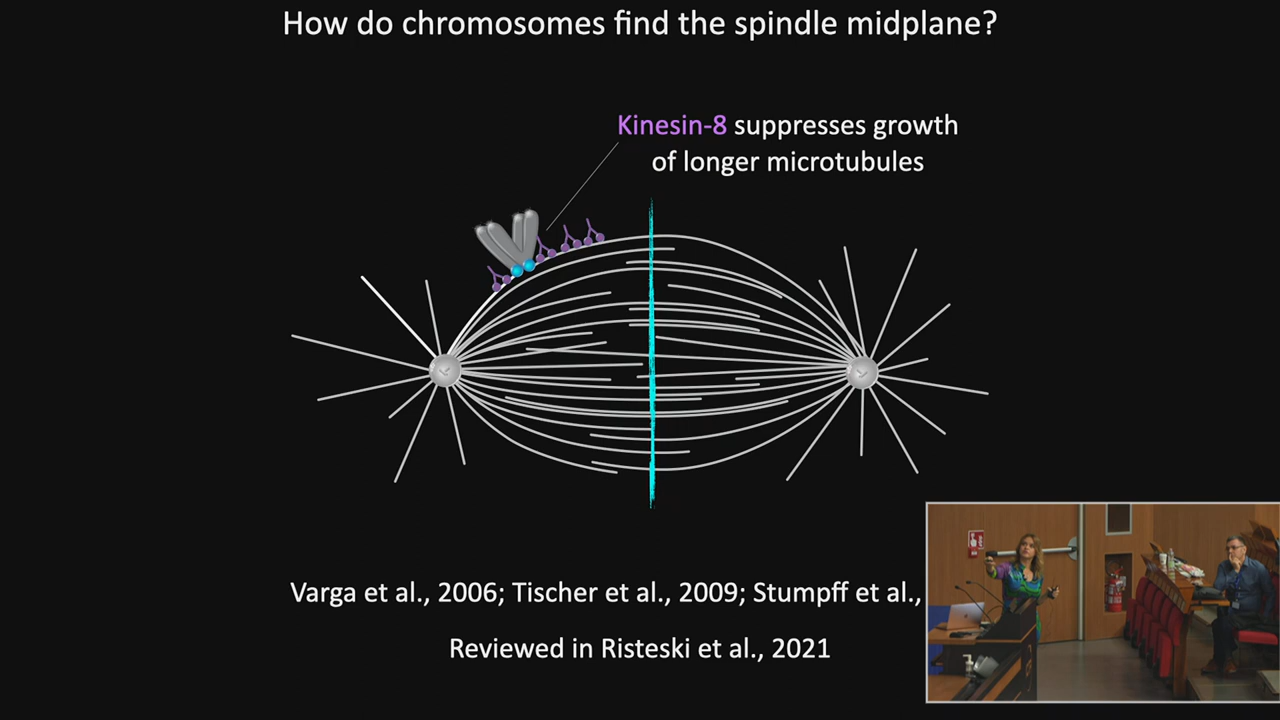 How do chromosomes find the spindle midplane?
Kinesin-8 suppresses growth
of longer microtubules
Varga et al., 2006; Tischer et al., 2009; Stumpff et al.,
Reviewed in Risteski et al., 2021